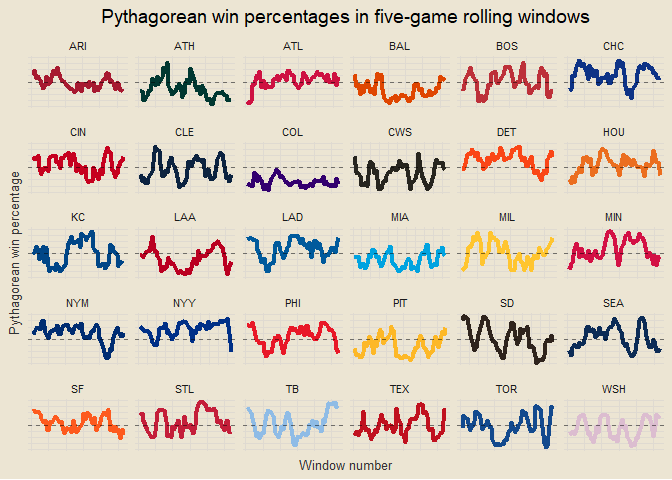 Pythagorean win percentages in five-game rolling windows
ARI ATH ATL BAL BOS CHC
CIN CLE COL CWS DET HOU
KC LAA LAD MIA MIL MIN
NYM NYY PHI PIT SD SEA
SF STL TB TEX TOR WSH
Pythagorean win percentage
Window number